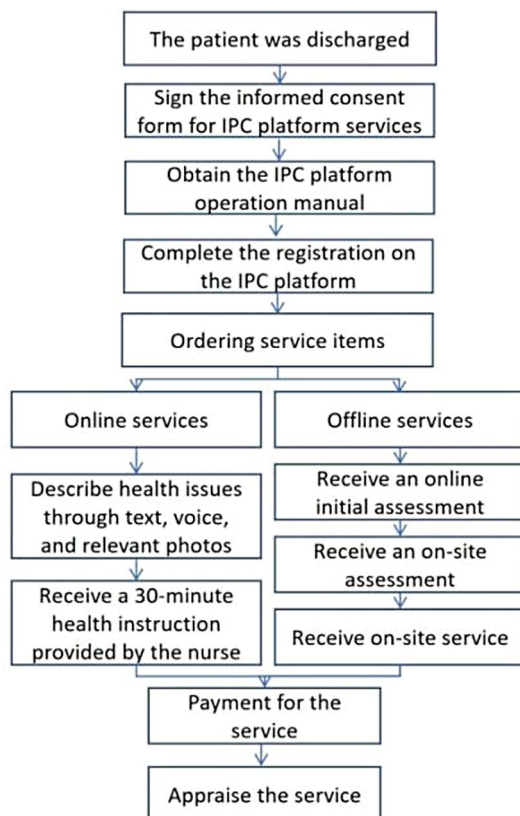 The patient was discharged
Sign the informed consent
form for IPC platform services
Obtain the IPC platform
operation manual
Complete the registration on
the IPC platform
Ordering service items
Online services
Offline services
Describe health issues
through text, voice,
and relevant photos
Receive an online
initial assessment
Receive an on-site
assessment
Receive a 30-minute
health instruction
provided by the nurse
Receive on-site service
Payment for the
service
Appraise the service